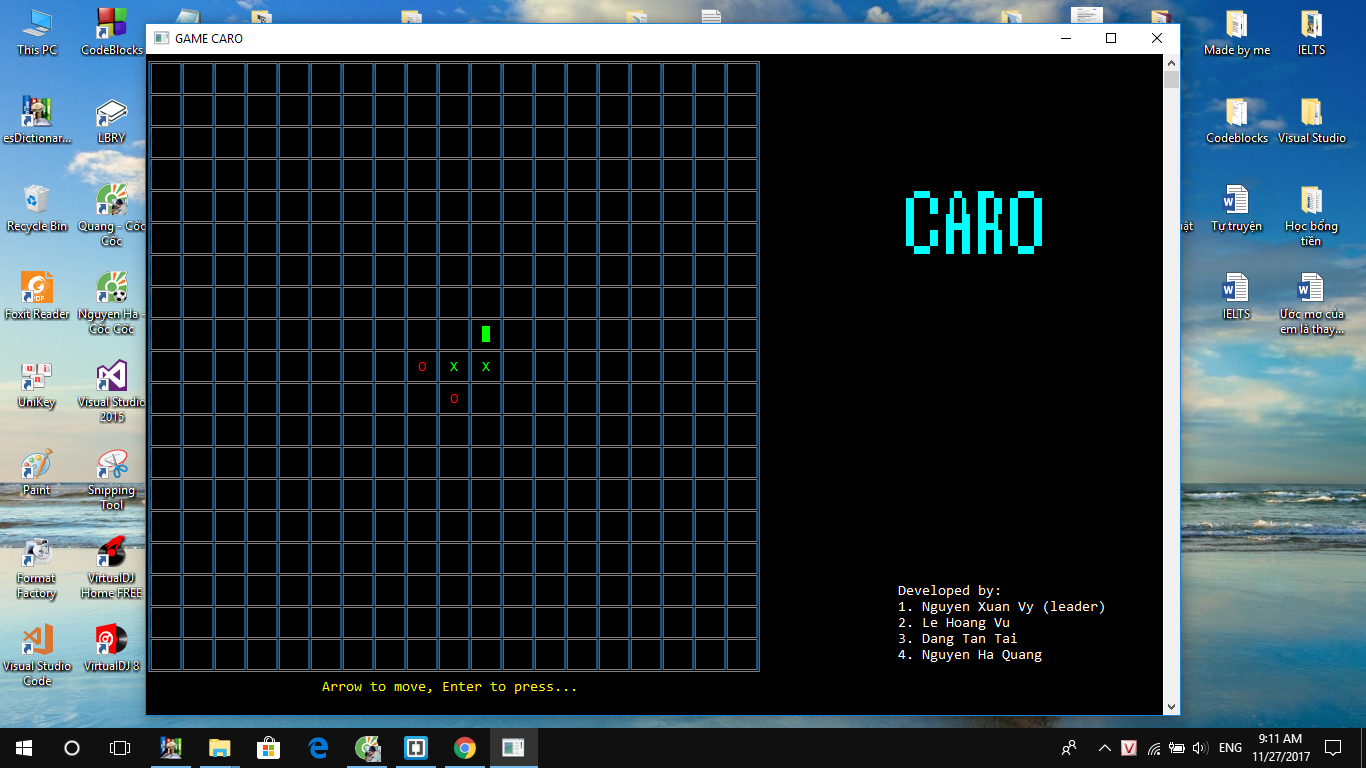 This PC
CodeBlocks
GAME CARO
Made by me
IELTS
esDictionar...
LBRY
Codeblocks
Visual Studio
CARO
Recycle Bin
Quang - Cốc
Cốc
uật
Tự truyện
Học bổng
tiền
Foxit Reader
Nguyen Ha -
Cốc Cốc
IELTS
Ước mơ của
em là thay...
O X X
O
UniKey
Visual Studio
2015
Paint
Snipping
Tool
Format
Factory
VirtualDJ
Home FREE
Developed by:
1. Nguyen Xuan Vy (leader)
2. Le Hoang Vu
3. Dang Tan Tai
4. Nguyen Ha Quang
Visual Studio
Code
VirtualDJ 8
Arrow to move, Enter to press...
ENG
9:11 AM
11/27/2017